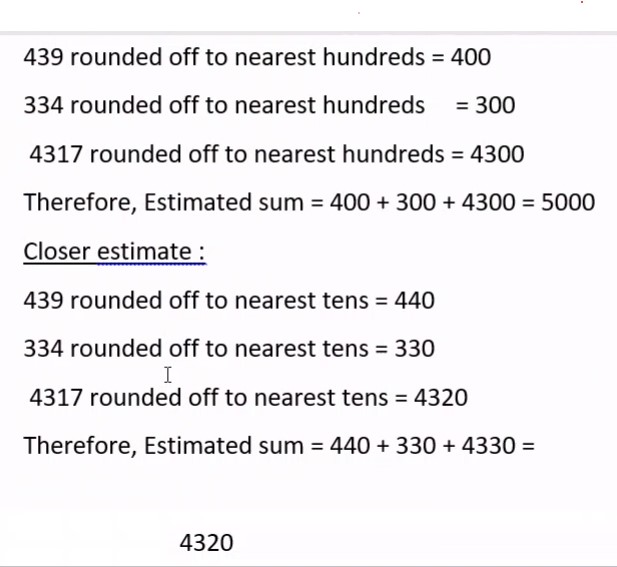 439 rounded off to nearest hundreds = 400
334 rounded off to nearest hundreds = 300
4317 rounded off to nearest hundreds = 4300
Therefore, Estimated sum = 400 + 300 + 4300 = 5000
Closer estimate :
439 rounded off to nearest tens = 440
334 rounded off to nearest tens = 330
4317 rounded off to nearest tens = 4320
Therefore, Estimated sum = 440 + 330 + 4330 =
4320